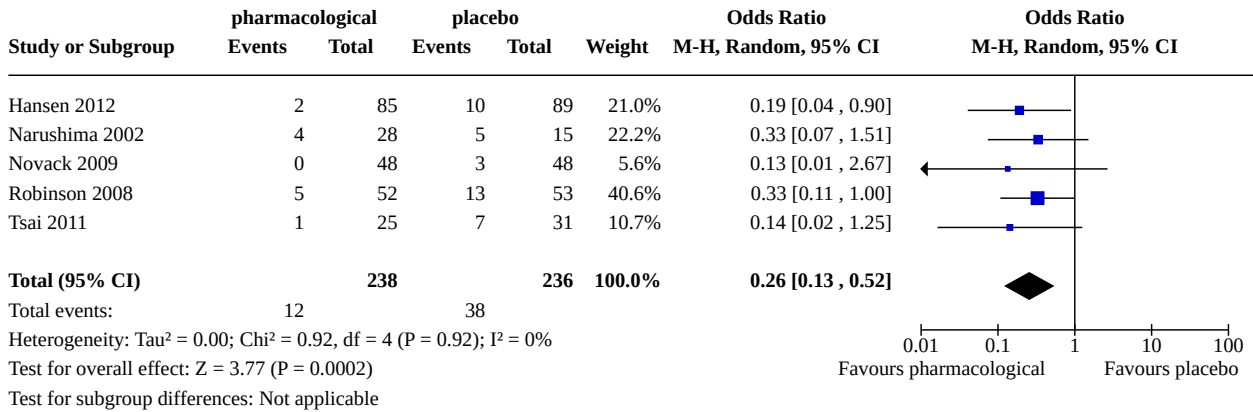 pharmacological placebo Odds Ratio Odds Ratio
Study or Subgroup Events Total Events Total Weight M-H, Random, 95% CI M-H, Random, 95% CI
Hansen 2012 2 85 10 89 21.0% 0.19 [0.04 , 0.90]
Narushima 2002 4 28 5 15 22.2% 0.33 [0.07 , 1.51]
Novack 2009 0 48 3 48 5.6% 0.13 [0.01 , 2.67]
Robinson 2008 5 52 13 53 40.6% 0.33 [0.11 , 1.00]
Tsai 2011 1 25 7 31 10.7% 0.14 [0.02 , 1.25]
Total (95% CI) 238 236 100.0% 0.26 [0.13 , 0.52]
Total events: 12 38
Heterogeneity: Tau² = 0.00; Chi² = 0.92, df = 4 (P = 0.92); I² = 0%
0.01 0.1 1 10 100
Test for overall effect: Z = 3.77 (P = 0.0002) Favours pharmacological Favours placebo
Test for subgroup differences: Not applicable